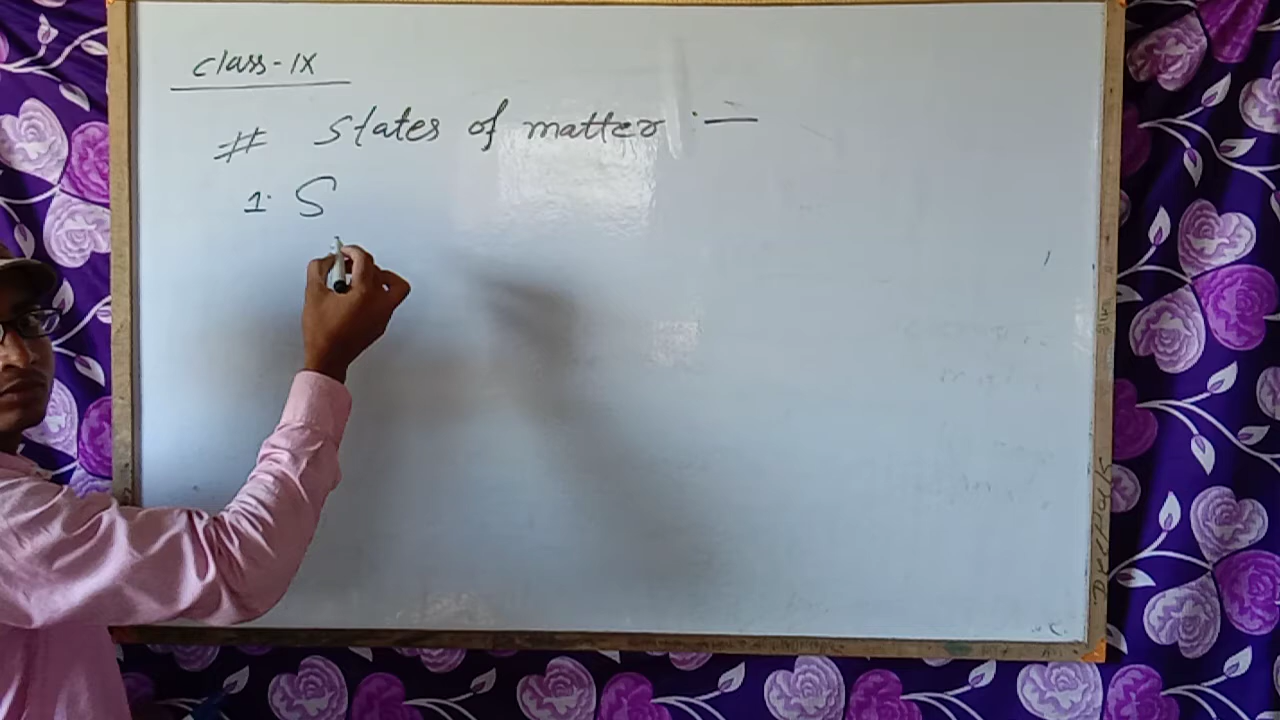 Class-IX
# States of matter :—
1. S